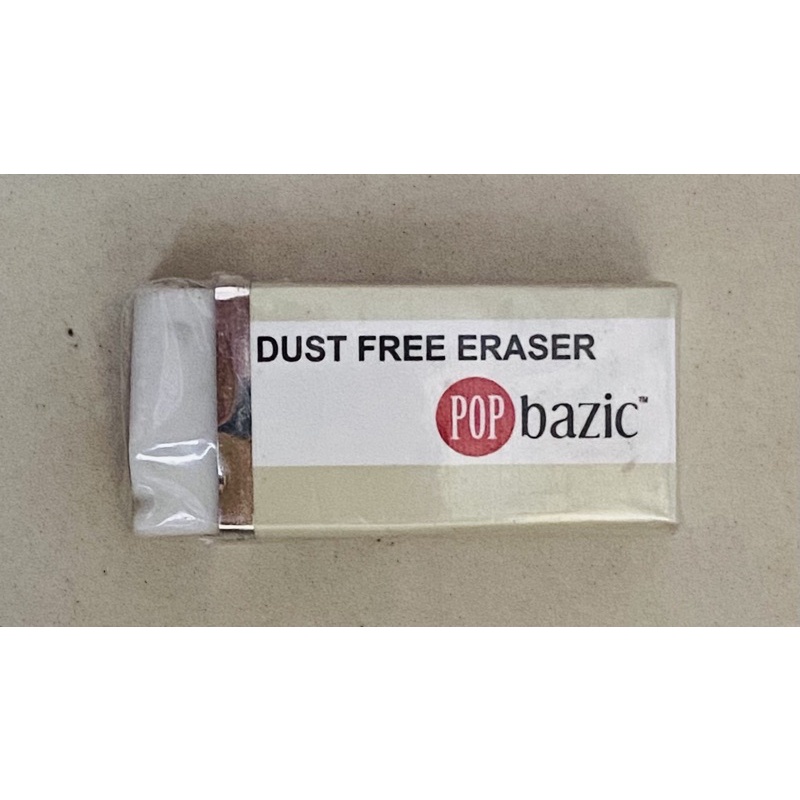 DUST FREE ERASER
POP bazic™